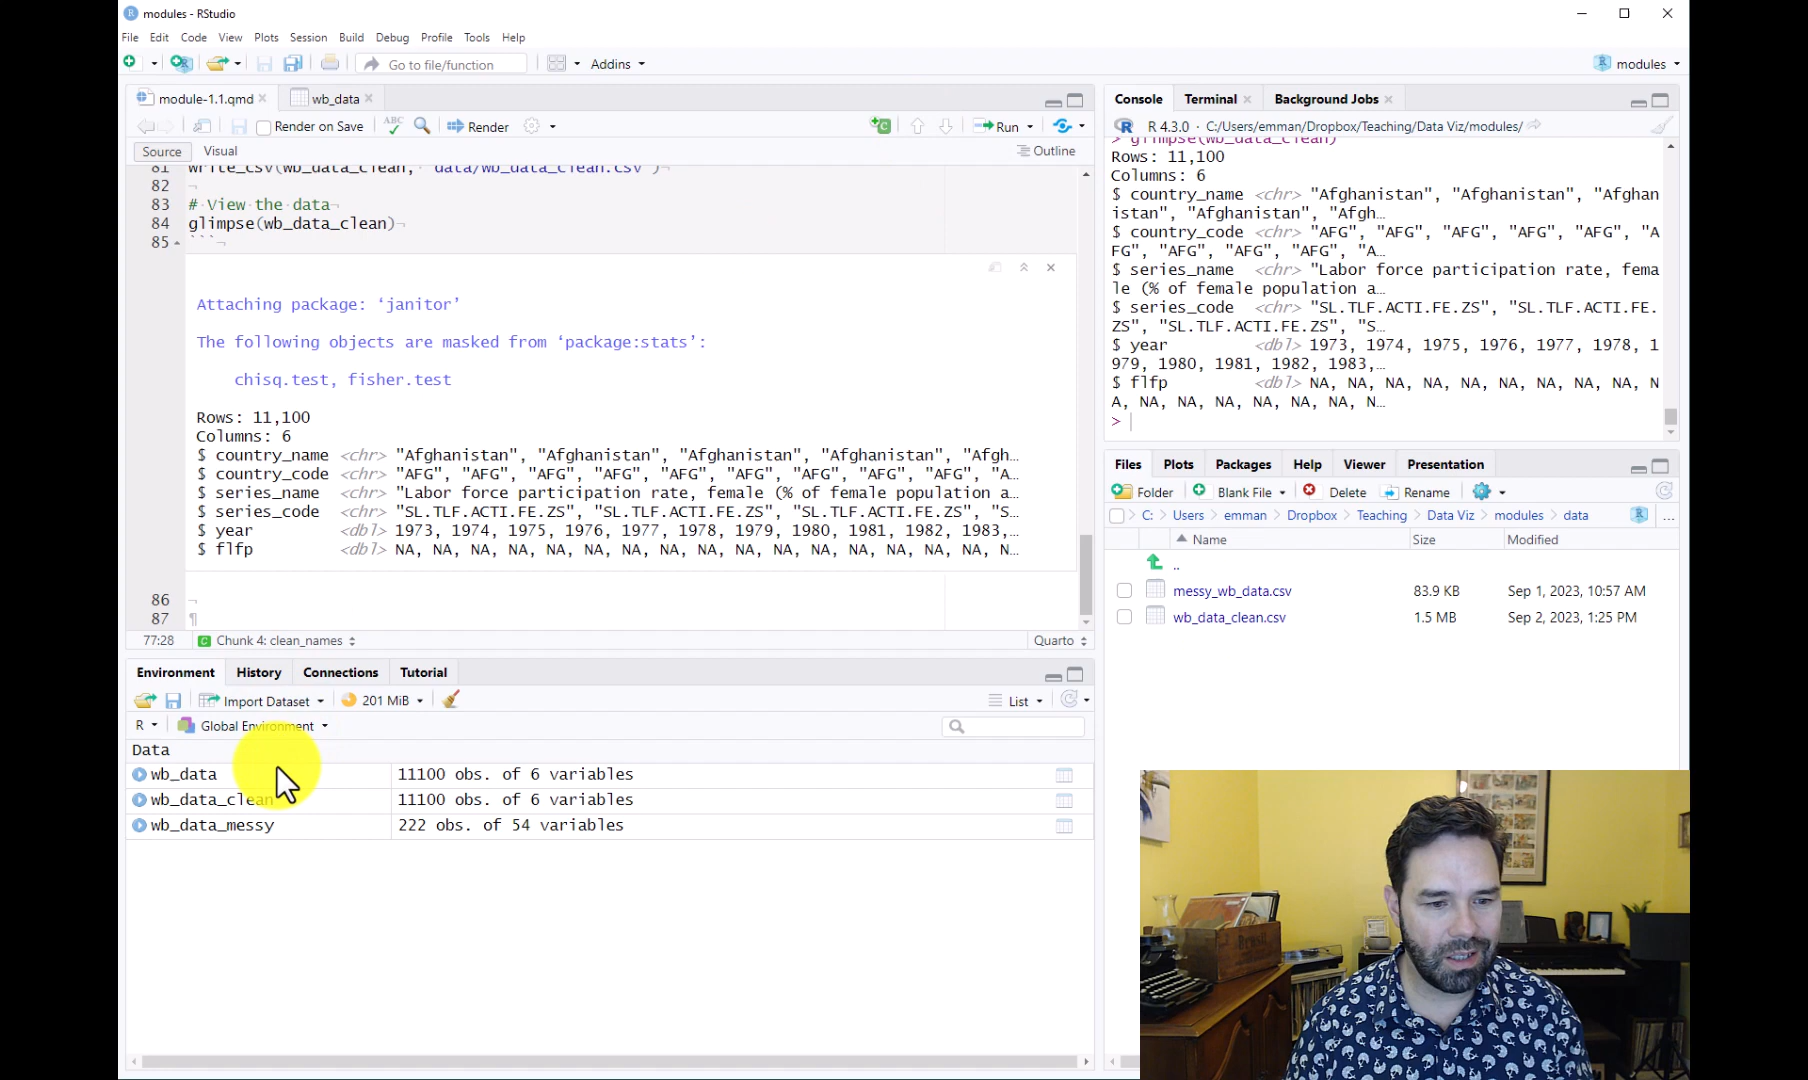 modules - RStudio
File Edit Code View Plots Session Build Debug Profile Tools Help
Go to file/function Addins modules
module-1.1.qmd wb_data
Render on Save ABC Render Run
Source Visual Outline
81 write_csv(wb_data_clean, "data/wb_data_clean.csv")
82
83 # View the data
84 glimpse(wb_data_clean)
85 ```
Attaching package: ‘janitor’
The following objects are masked from ‘package:stats’:
chisq.test, fisher.test
Rows: 11,100
Columns: 6
$ country_name <chr> "Afghanistan", "Afghanistan", "Afghanistan", "Afghanistan", "Afgh…
$ country_code <chr> "AFG", "AFG", "AFG", "AFG", "AFG", "AFG", "AFG", "AFG", "AFG", "A…
$ series_name <chr> "Labor force participation rate, female (% of female population a…
$ series_code <chr> "SL.TLF.ACTI.FE.ZS", "SL.TLF.ACTI.FE.ZS", "SL.TLF.ACTI.FE.ZS", "S…
$ year <dbl> 1973, 1974, 1975, 1976, 1977, 1978, 1979, 1980, 1981, 1982, 1983,…
$ flfp <dbl> NA, NA, NA, NA, NA, NA, NA, NA, NA, NA, NA, NA, NA, NA, NA, NA, N…
86
87
77:28 Chunk 4: clean_names Quarto
Environment History Connections Tutorial
Import Dataset 201 MiB List
R Global Environment
Data
wb_data 11100 obs. of 6 variables
wb_data_clean 11100 obs. of 6 variables
wb_data_messy 222 obs. of 54 variables
Console Terminal Background Jobs
R 4.3.0 · C:/Users/emman/Dropbox/Teaching/Data Viz/modules/
> glimpse(wb_data_clean)
Rows: 11,100
Columns: 6
$ country_name <chr> "Afghanistan", "Afghanistan", "Afghan
istan", "Afghanistan", "Afgh…
$ country_code <chr> "AFG", "AFG", "AFG", "AFG", "AFG", "A
FG", "AFG", "AFG", "AFG", "A…
$ series_name <chr> "Labor force participation rate, fema
le (% of female population a…
$ series_code <chr> "SL.TLF.ACTI.FE.ZS", "SL.TLF.ACTI.FE.
ZS", "SL.TLF.ACTI.FE.ZS", "S…
$ year <dbl> 1973, 1974, 1975, 1976, 1977, 1978, 1
979, 1980, 1981, 1982, 1983,…
$ flfp <dbl> NA, NA, NA, NA, NA, NA, NA, NA, NA, N
A, NA, NA, NA, NA, NA, NA, N…
>
Files Plots Packages Help Viewer Presentation
Folder Blank File Delete Rename
C: Users emman Dropbox Teaching Data Viz modules data ...
Name Size Modified
..
messy_wb_data.csv 83.9 KB Sep 1, 2023, 10:57 AM
wb_data_clean.csv 1.5 MB Sep 2, 2023, 1:25 PM